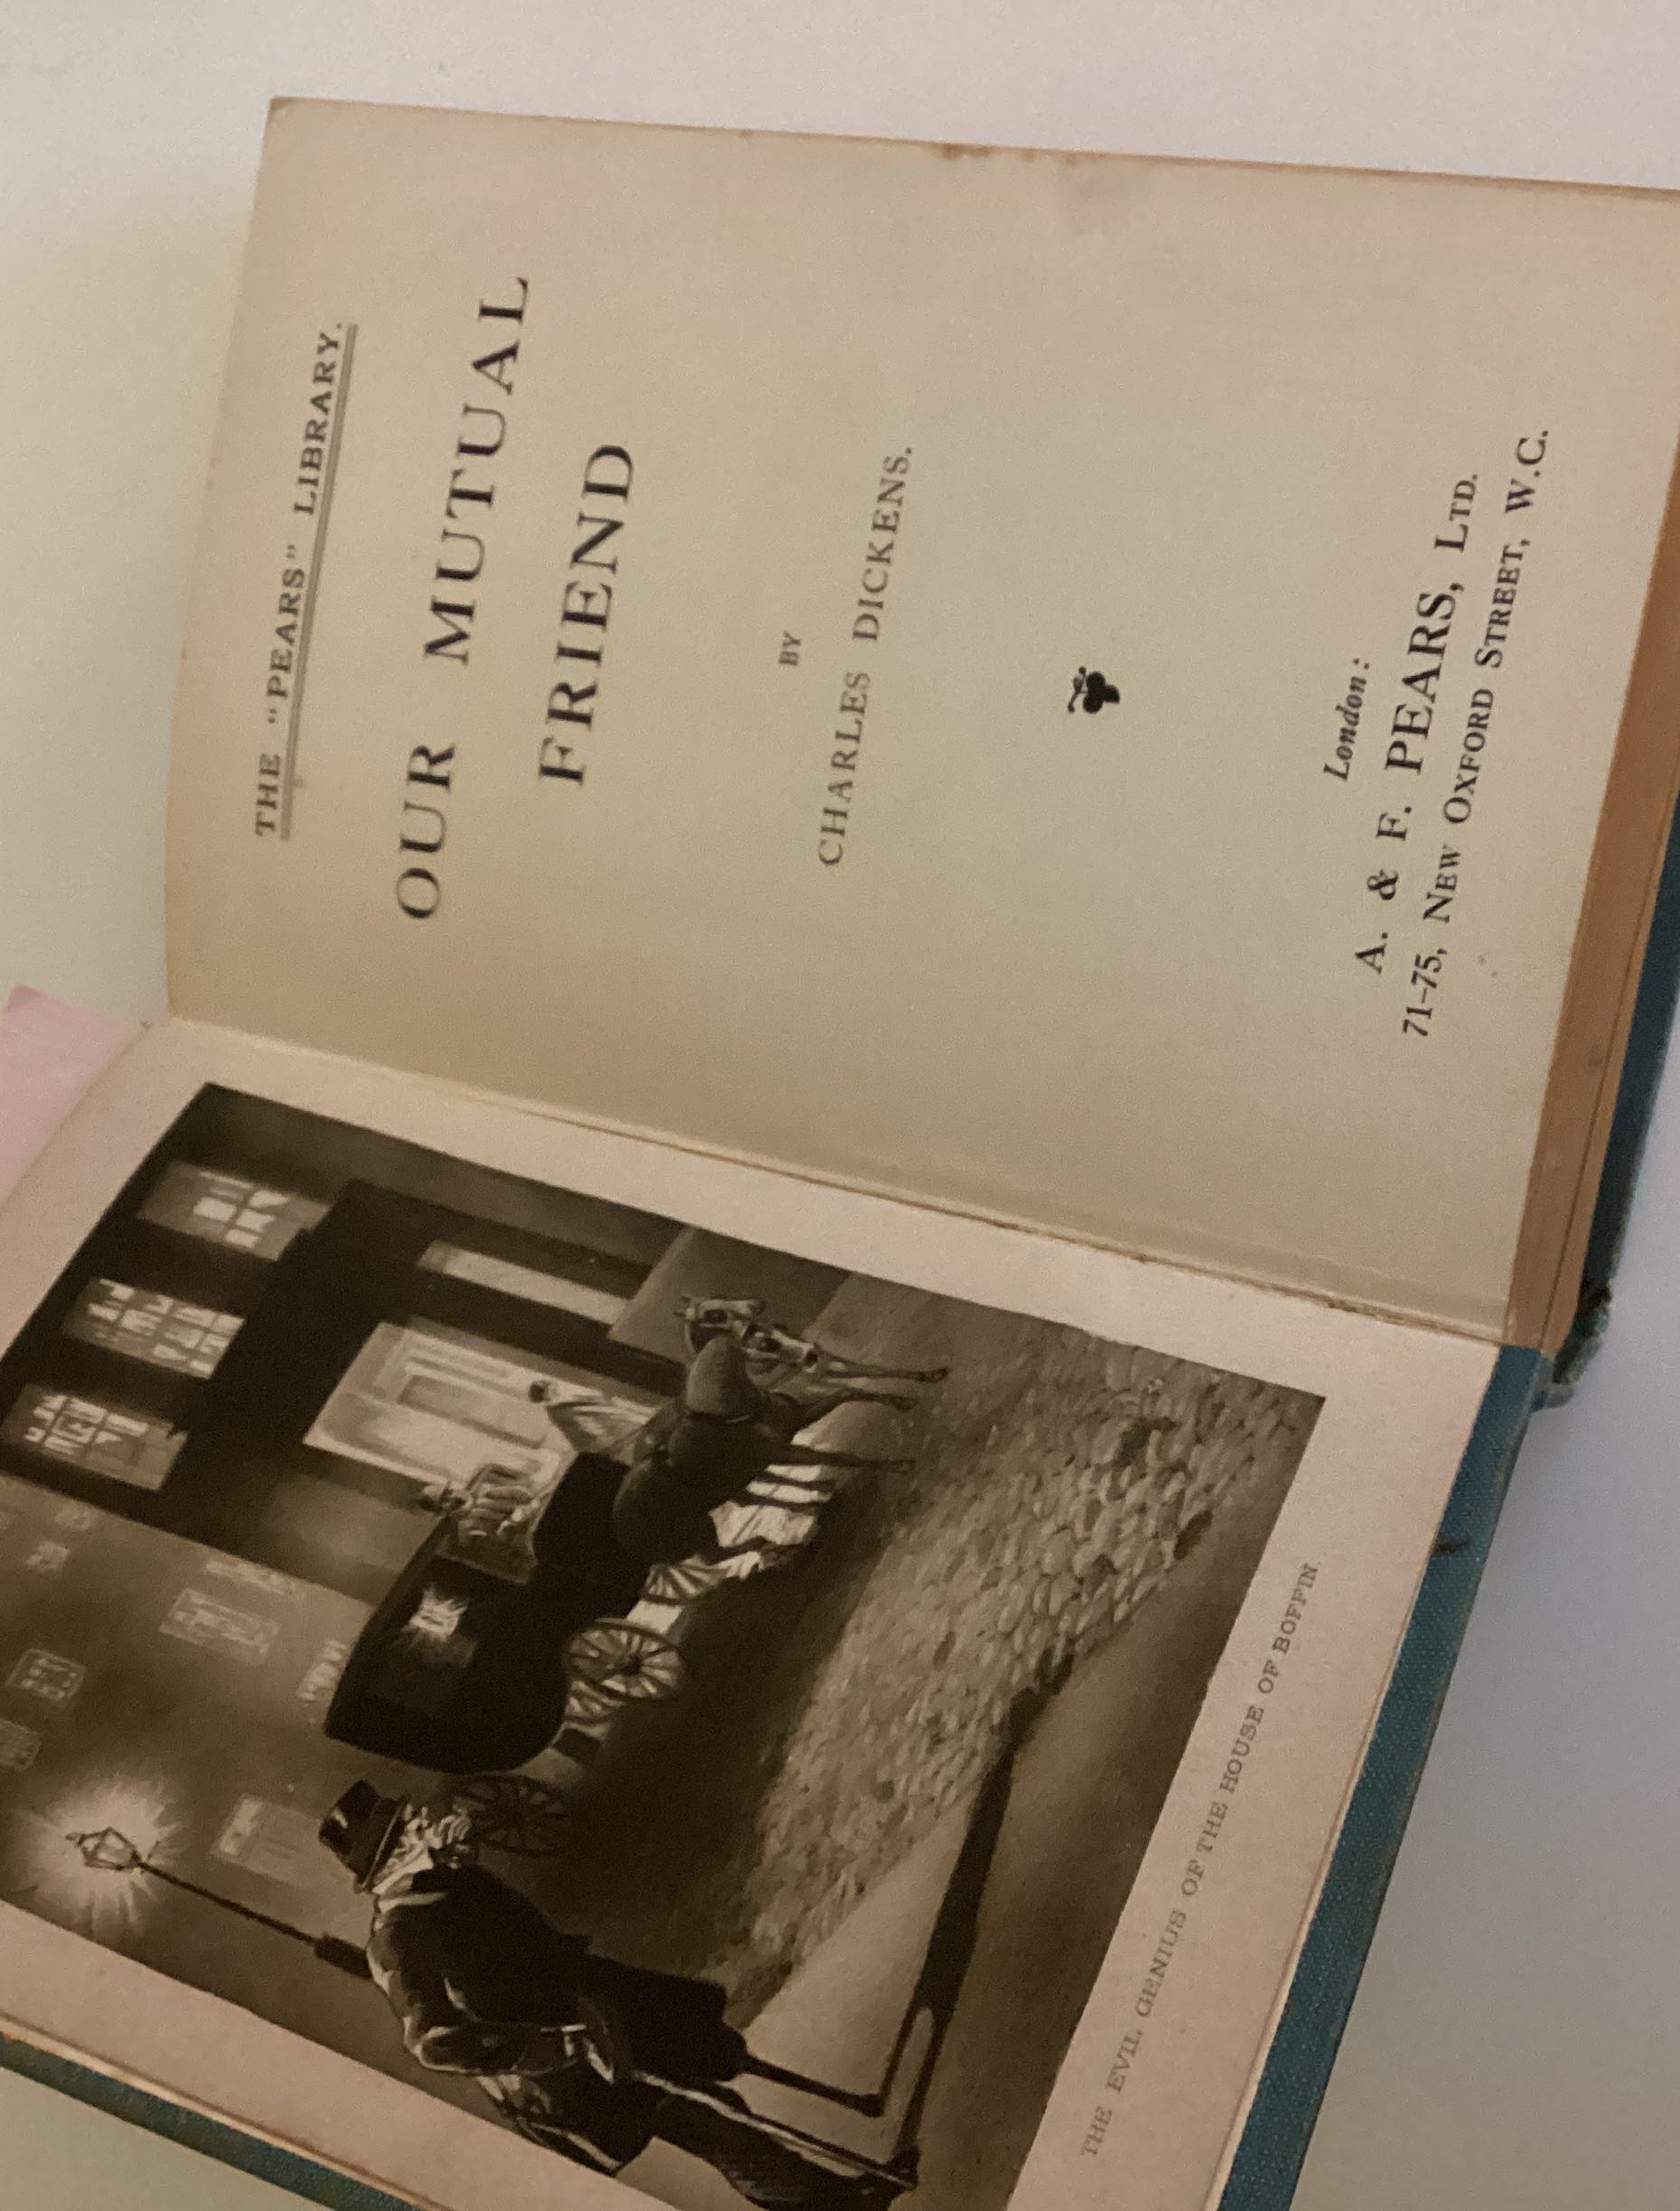 THE EVIL GENIUS OF THE HOUSE OF BOFFIN
THE "PEARS" LIBRARY.
OUR MUTUAL
FRIEND
BY
CHARLES DICKENS.
London:
A. & F. PEARS, LTD.
71-75, NEW OXFORD STREET, W.C.